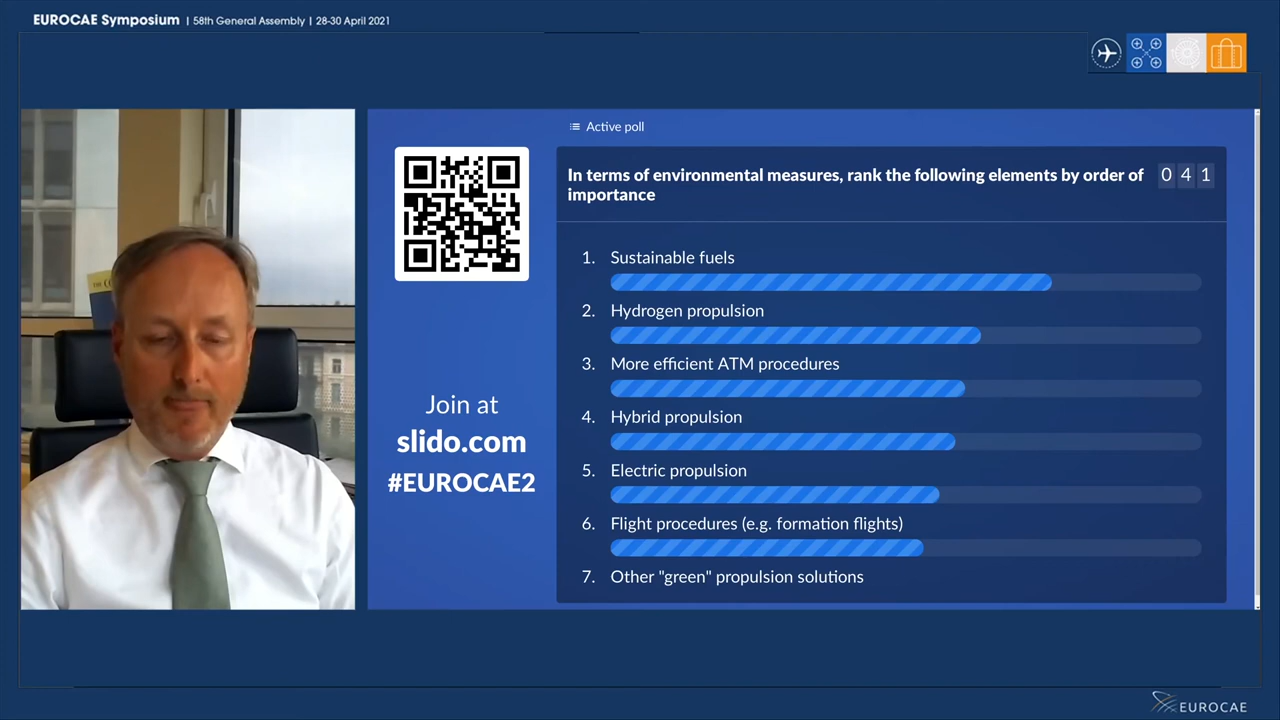 EUROCAE Symposium | 58th General Assembly | 28-30 April 2021
Active poll
In terms of environmental measures, rank the following elements by order of
importance
0 4 1
1. Sustainable fuels
2. Hydrogen propulsion
3. More efficient ATM procedures
4. Hybrid propulsion
5. Electric propulsion
6. Flight procedures (e.g. formation flights)
7. Other "green" propulsion solutions
Join at
slido.com
#EUROCAE2
EUROCAE